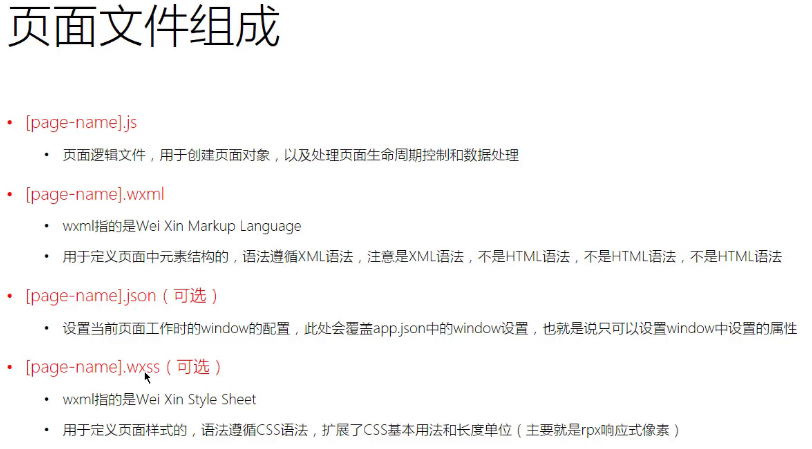 页面文件组成
• [page-name].js
• 页面逻辑文件，用于创建页面对象，以及处理页面生命周期控制和数据处理
• [page-name].wxml
• wxml指的是Wei Xin Markup Language
• 用于定义页面中元素结构的，语法遵循XML语法，注意是XML语法，不是HTML语法，不是HTML语法，不是HTML语法
• [page-name].json（可选）
• 设置当前页面工作时的window的配置，此处会覆盖app.json中的window设置，也就是说只可以设置window中设置的属性
• [page-name].wxss（可选）
• wxml指的是Wei Xin Style Sheet
• 用于定义页面样式的，语法遵循CSS语法，扩展了CSS基本用法和长度单位（主要就是rpx响应式像素）